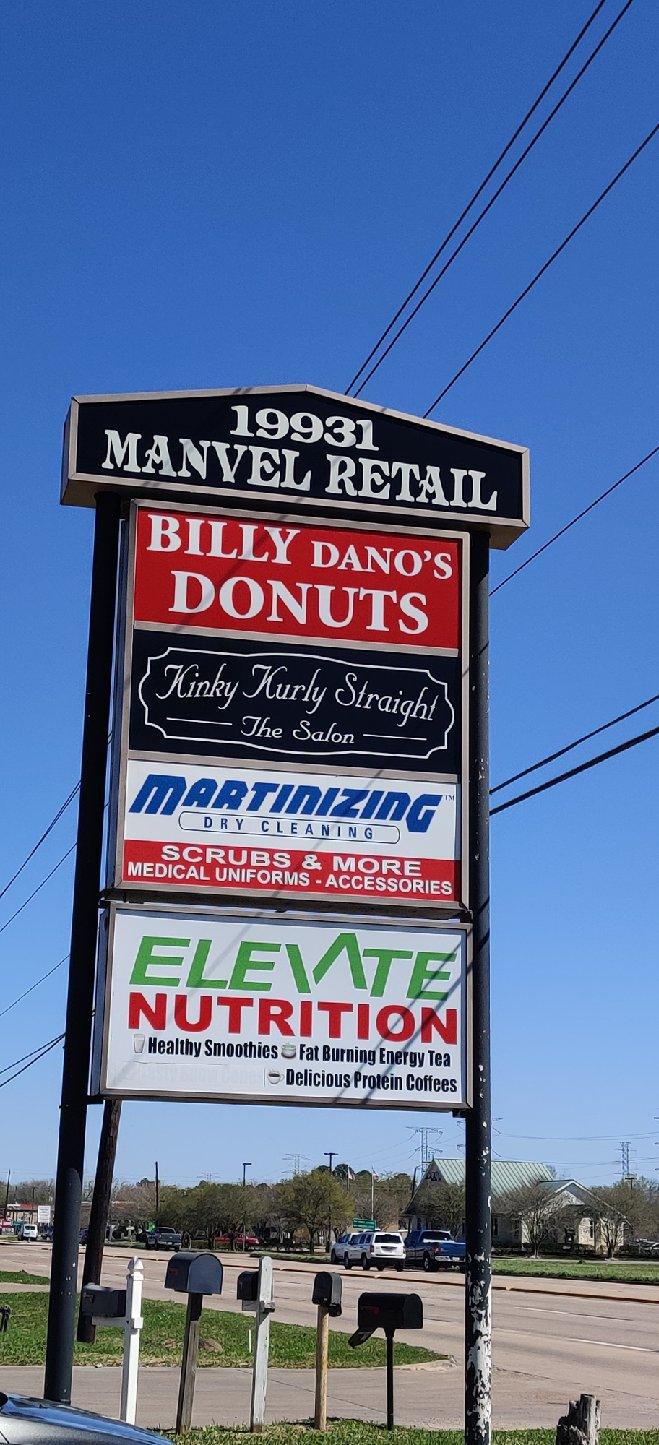 19931
MANVEL RETAIL
BILLY DANO'S
DONUTS
Kinky Kurly Straight
The Salon
MARTINIZING™
DRY CLEANING
SCRUBS & MORE
MEDICAL UNIFORMS - ACCESSORIES
ELEVATE
NUTRITION
Healthy Smoothies Fat Burning Energy Tea
Delicious Protein Coffees